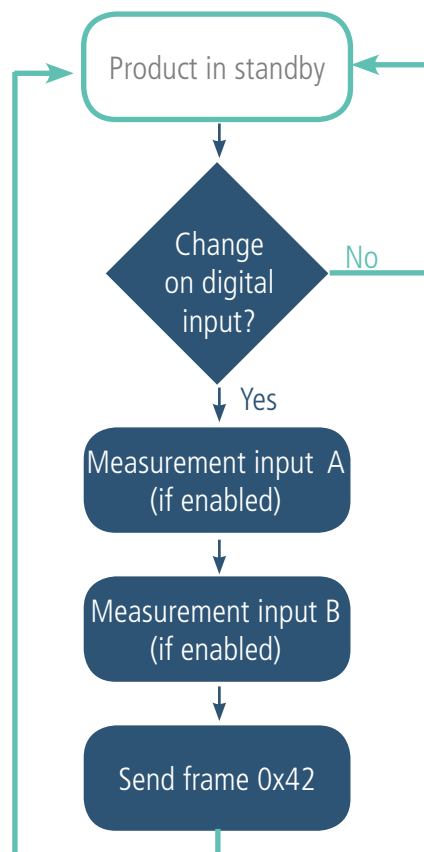 Product in standby
Change
on digital
input?
No
Yes
Measurement input A
(if enabled)
Measurement input B
(if enabled)
Send frame 0x42